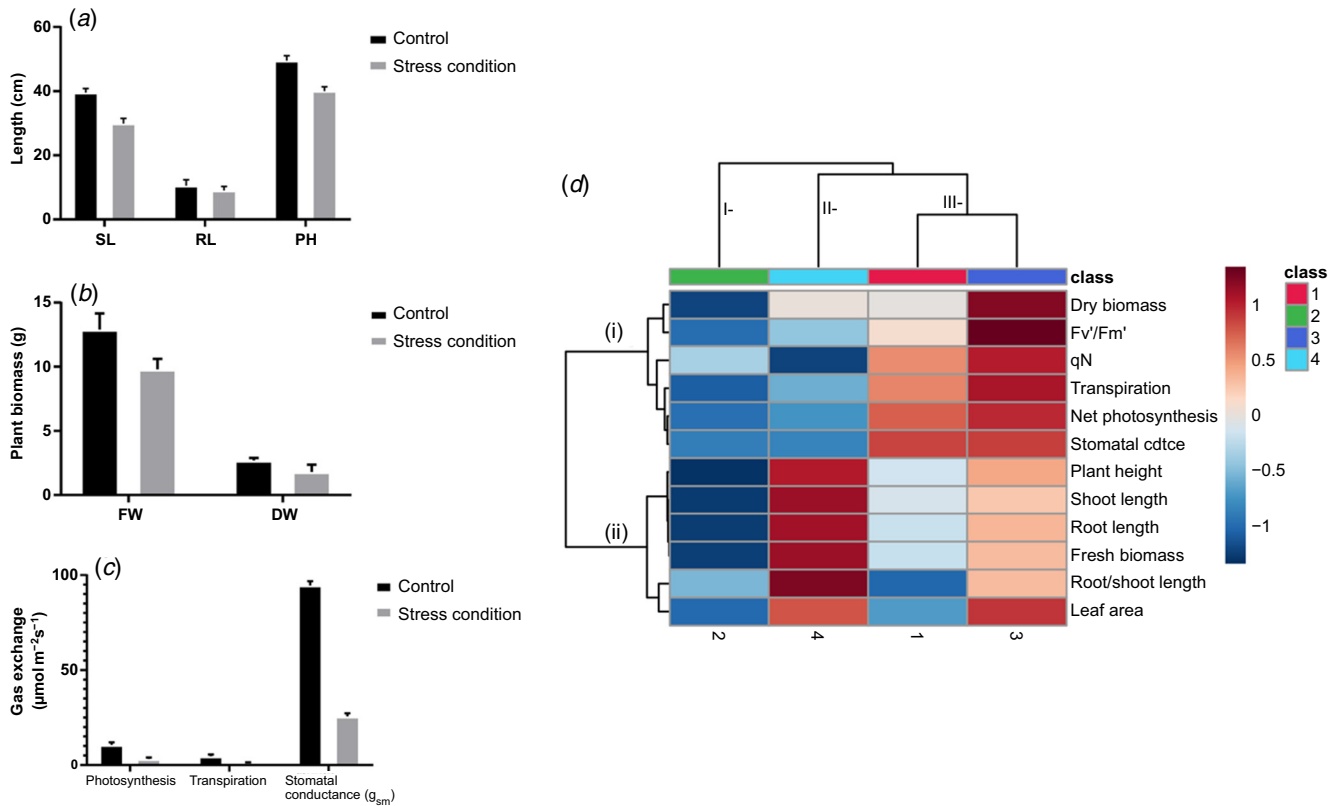 (a)
60
40
20
0
Length (cm)
SL RL PH
Control
Stress condition
(b)
15
10
5
0
Plant biomass (g)
FW DW
Control
Stress condition
(c)
100
50
0
Gas exchange
(µmol m⁻²s⁻¹)
Photosynthesis Transpiration Stomatal
conductance (gsm)
Control
Stress condition
(d)
I- II- III-
(i)
(ii)
class
Dry biomass
Fv'/Fm'
qN
Transpiration
Net photosynthesis
Stomatal cdtce
Plant height
Shoot length
Root length
Fresh biomass
Root/shoot length
Leaf area
2 4 1 3
1
0.5
0
−0.5
−1
class
1
2
3
4